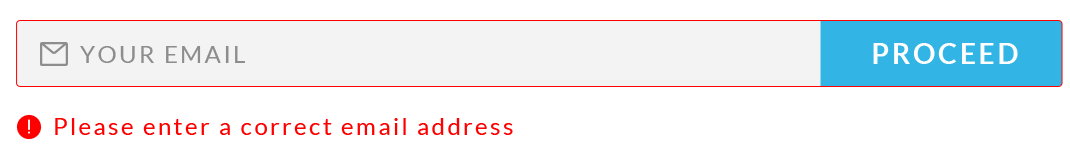 YOUR EMAIL PROCEED
Please enter a correct email address